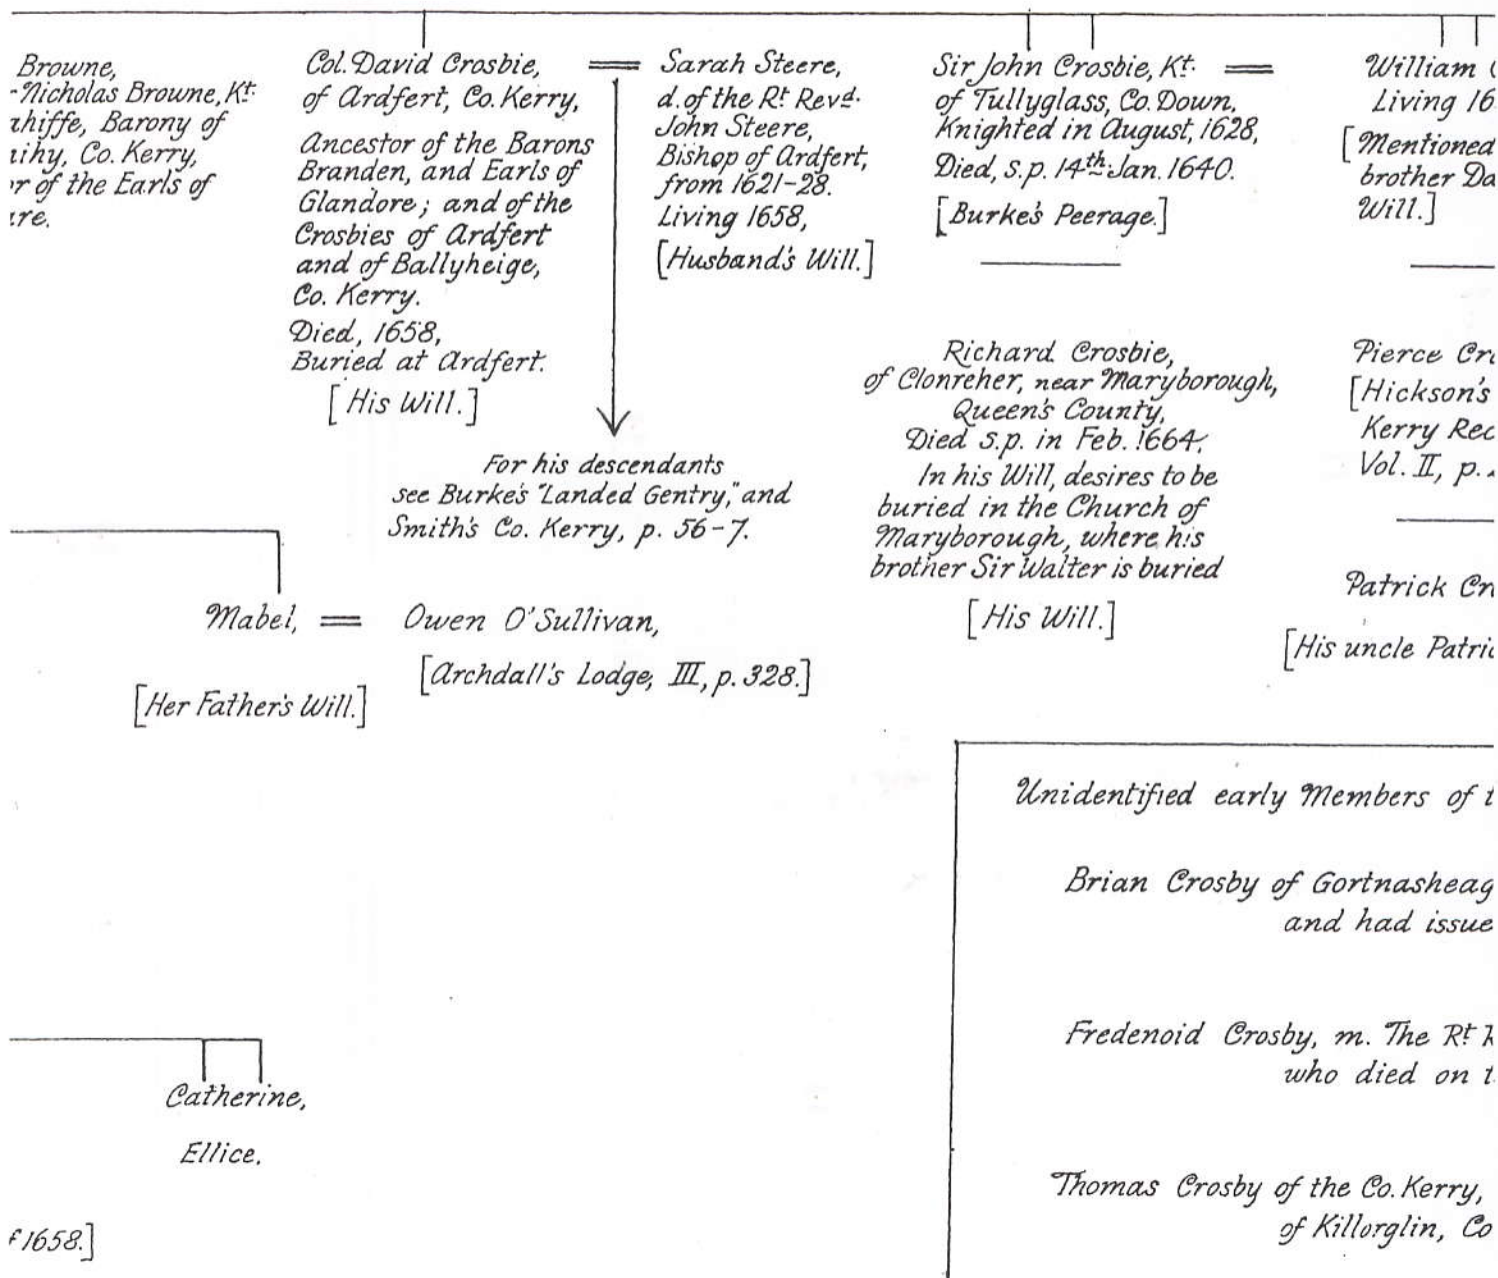 Browne,
Nicholas Browne, Kt.
Barony of
Co. Kerry,
of the Earls of
Col. David Crosbie,
of Ardfert, Co. Kerry,
Ancestor of the Barons
Branden, and Earls of
Glandore; and of the
Crosbies of Ardfert
and of Ballyheige,
Co. Kerry.
Died, 1658,
Buried at Ardfert.
[His Will.]
=
Sarah Steere,
d. of the Rt Revd.
John Steere,
Bishop of Ardfert,
from 1621-28.
Living 1658,
[Husband's Will.]
For his descendants
see Burke's "Landed Gentry," and
Smith's Co. Kerry, p. 56-7.
Sir John Crosbie, Kt. =
of Tullyglass, Co. Down.
Knighted in August, 1628,
Died, s.p. 14th Jan. 1640.
[Burke's Peerage.]
Richard Crosbie,
of Clonreher, near Maryborough,
Queen's County,
Died s.p. in Feb. 1664.
In his Will, desires to be
buried in the Church of
Maryborough, where his
brother Sir Walter is buried
[His Will.]
William
Living 16
[Mentioned
brother Da
Will.]
Pierce Cr
[Hickson's
Kerry Rec
Vol. II, p.
Patrick Cr
[His uncle Patric
Mabel, = Owen O'Sullivan,
[Archdall's Lodge, III, p. 328.]
[Her Father's Will.]
Catherine,
Ellice.
1658.]
Unidentified early Members of t
Brian Crosby of Gortnasheag
and had issue
Fredenoid Crosby, m. The Rt
who died on t
Thomas Crosby of the Co. Kerry,
of Killorglin, Co